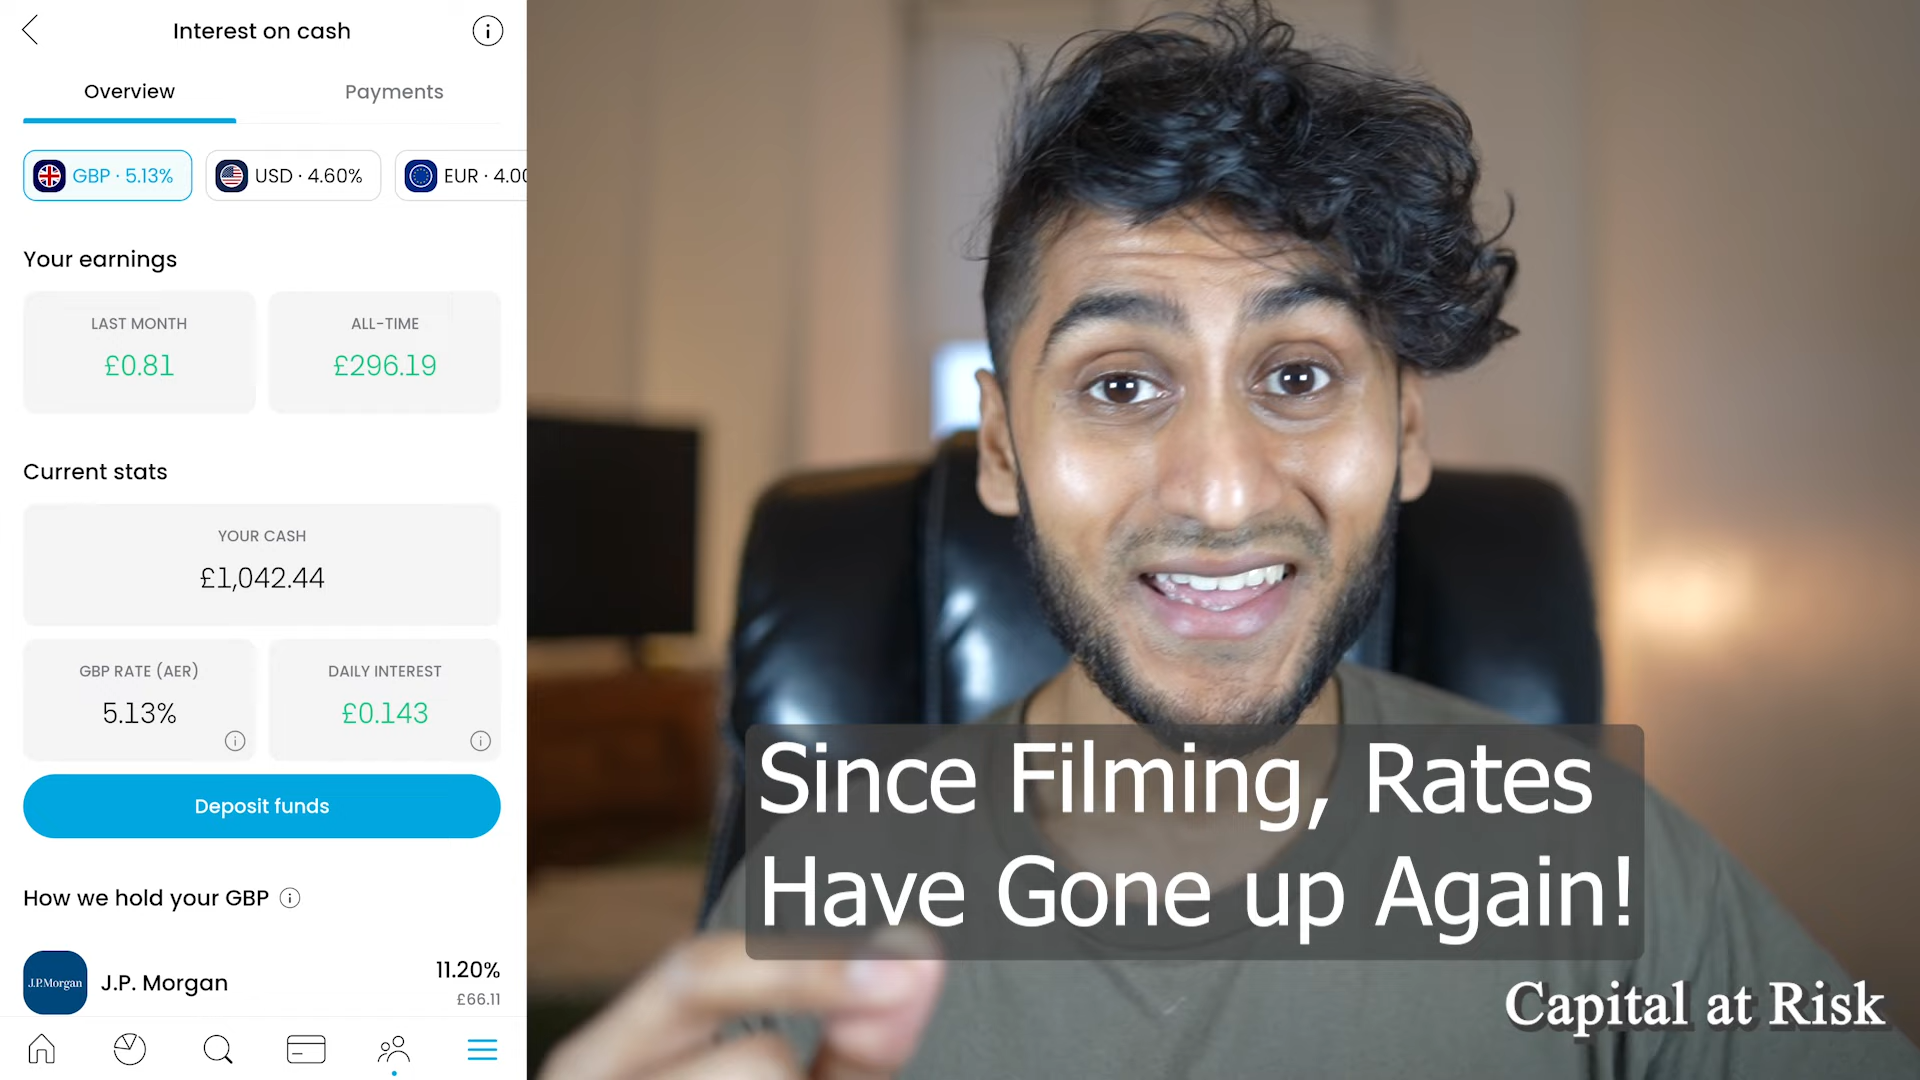 Interest on cash
Overview
Payments
GBP · 5.13%
USD · 4.60%
EUR · 4.00
Your earnings
LAST MONTH
£0.81
ALL-TIME
£296.19
Current stats
YOUR CASH
£1,042.44
GBP RATE (AER)
5.13%
DAILY INTEREST
£0.143
Deposit funds
How we hold your GBP
J.P.Morgan
J.P. Morgan
11.20%
£66.11
Since Filming, Rates
Have Gone up Again!
Capital at Risk